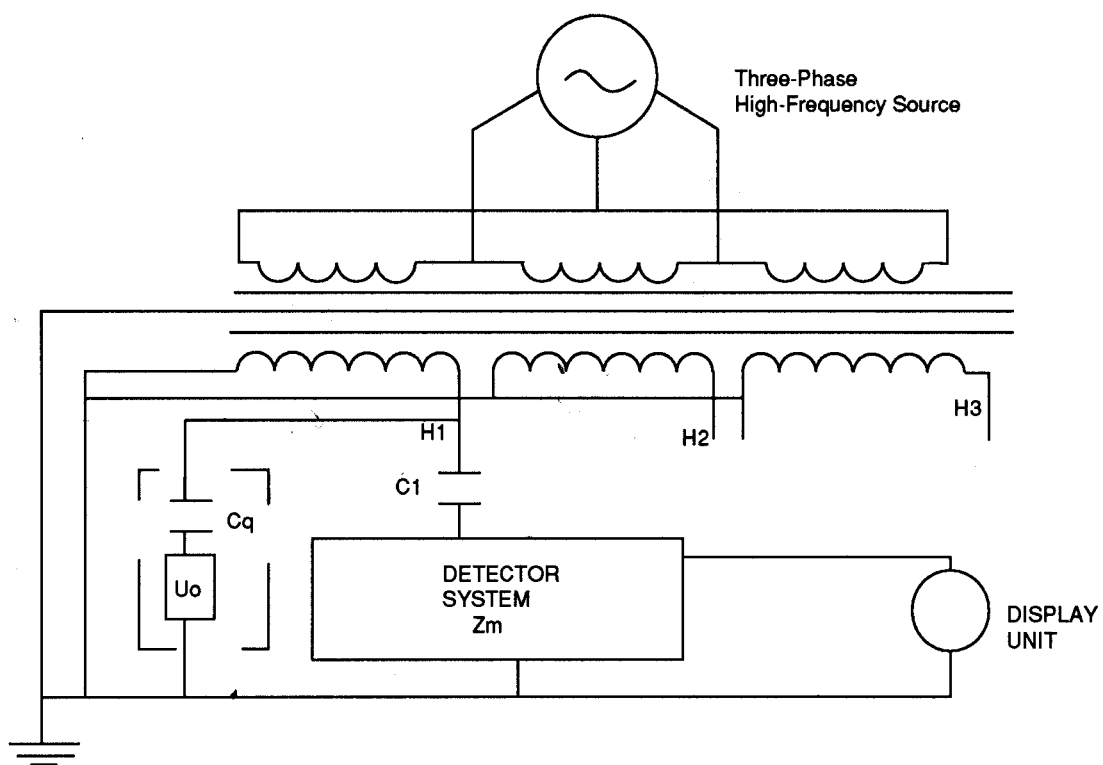 Three-Phase
High-Frequency Source
H3
H1
H2
C1
Cq
Uo
DETECTOR
SYSTEM
Zm
DISPLAY
UNIT